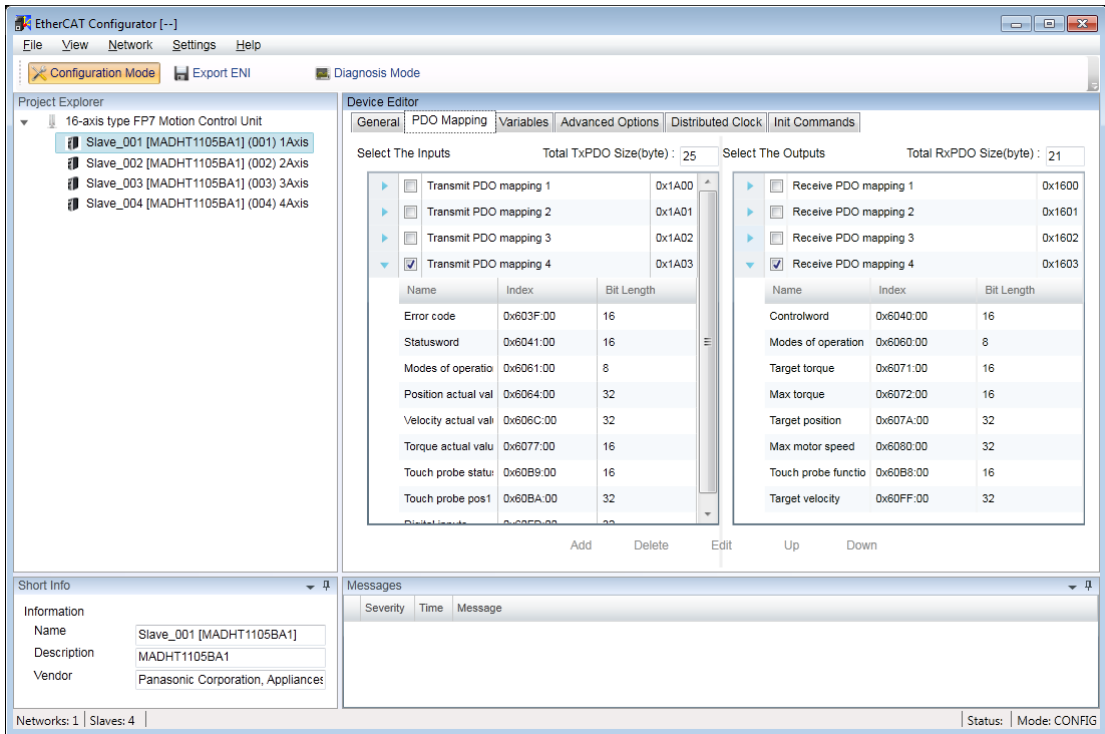 EtherCAT Configurator [--]
File View Network Settings Help
Configuration Mode Export ENI Diagnosis Mode
Project Explorer
16-axis type FP7 Motion Control Unit
Slave_001 [MADHT1105BA1] (001) 1Axis
Slave_002 [MADHT1105BA1] (002) 2Axis
Slave_003 [MADHT1105BA1] (003) 3Axis
Slave_004 [MADHT1105BA1] (004) 4Axis
Device Editor
General PDO Mapping Variables Advanced Options Distributed Clock Init Commands
Select The Inputs Total TxPDO Size(byte) : 25
Transmit PDO mapping 1 0x1A00
Transmit PDO mapping 2 0x1A01
Transmit PDO mapping 3 0x1A02
Transmit PDO mapping 4 0x1A03
Name Index Bit Length
Error code 0x603F:00 16
Statusword 0x6041:00 16
Modes of operatio 0x6061:00 8
Position actual val 0x6064:00 32
Velocity actual val 0x606C:00 32
Torque actual valu 0x6077:00 16
Touch probe statu 0x60B9:00 16
Touch probe pos1 0x60BA:00 32
Digital inputs 0x60FD:00 32
Select The Outputs Total RxPDO Size(byte) : 21
Receive PDO mapping 1 0x1600
Receive PDO mapping 2 0x1601
Receive PDO mapping 3 0x1602
Receive PDO mapping 4 0x1603
Name Index Bit Length
Controlword 0x6040:00 16
Modes of operation 0x6060:00 8
Target torque 0x6071:00 16
Max torque 0x6072:00 16
Target position 0x607A:00 32
Max motor speed 0x6080:00 32
Touch probe functio 0x60B8:00 16
Target velocity 0x60FF:00 32
Add Delete Edit Up Down
Short Info
Information
Name Slave_001 [MADHT1105BA1]
Description MADHT1105BA1
Vendor Panasonic Corporation, Appliances
Messages
Severity Time Message
Networks: 1 Slaves: 4 Status: Mode: CONFIG